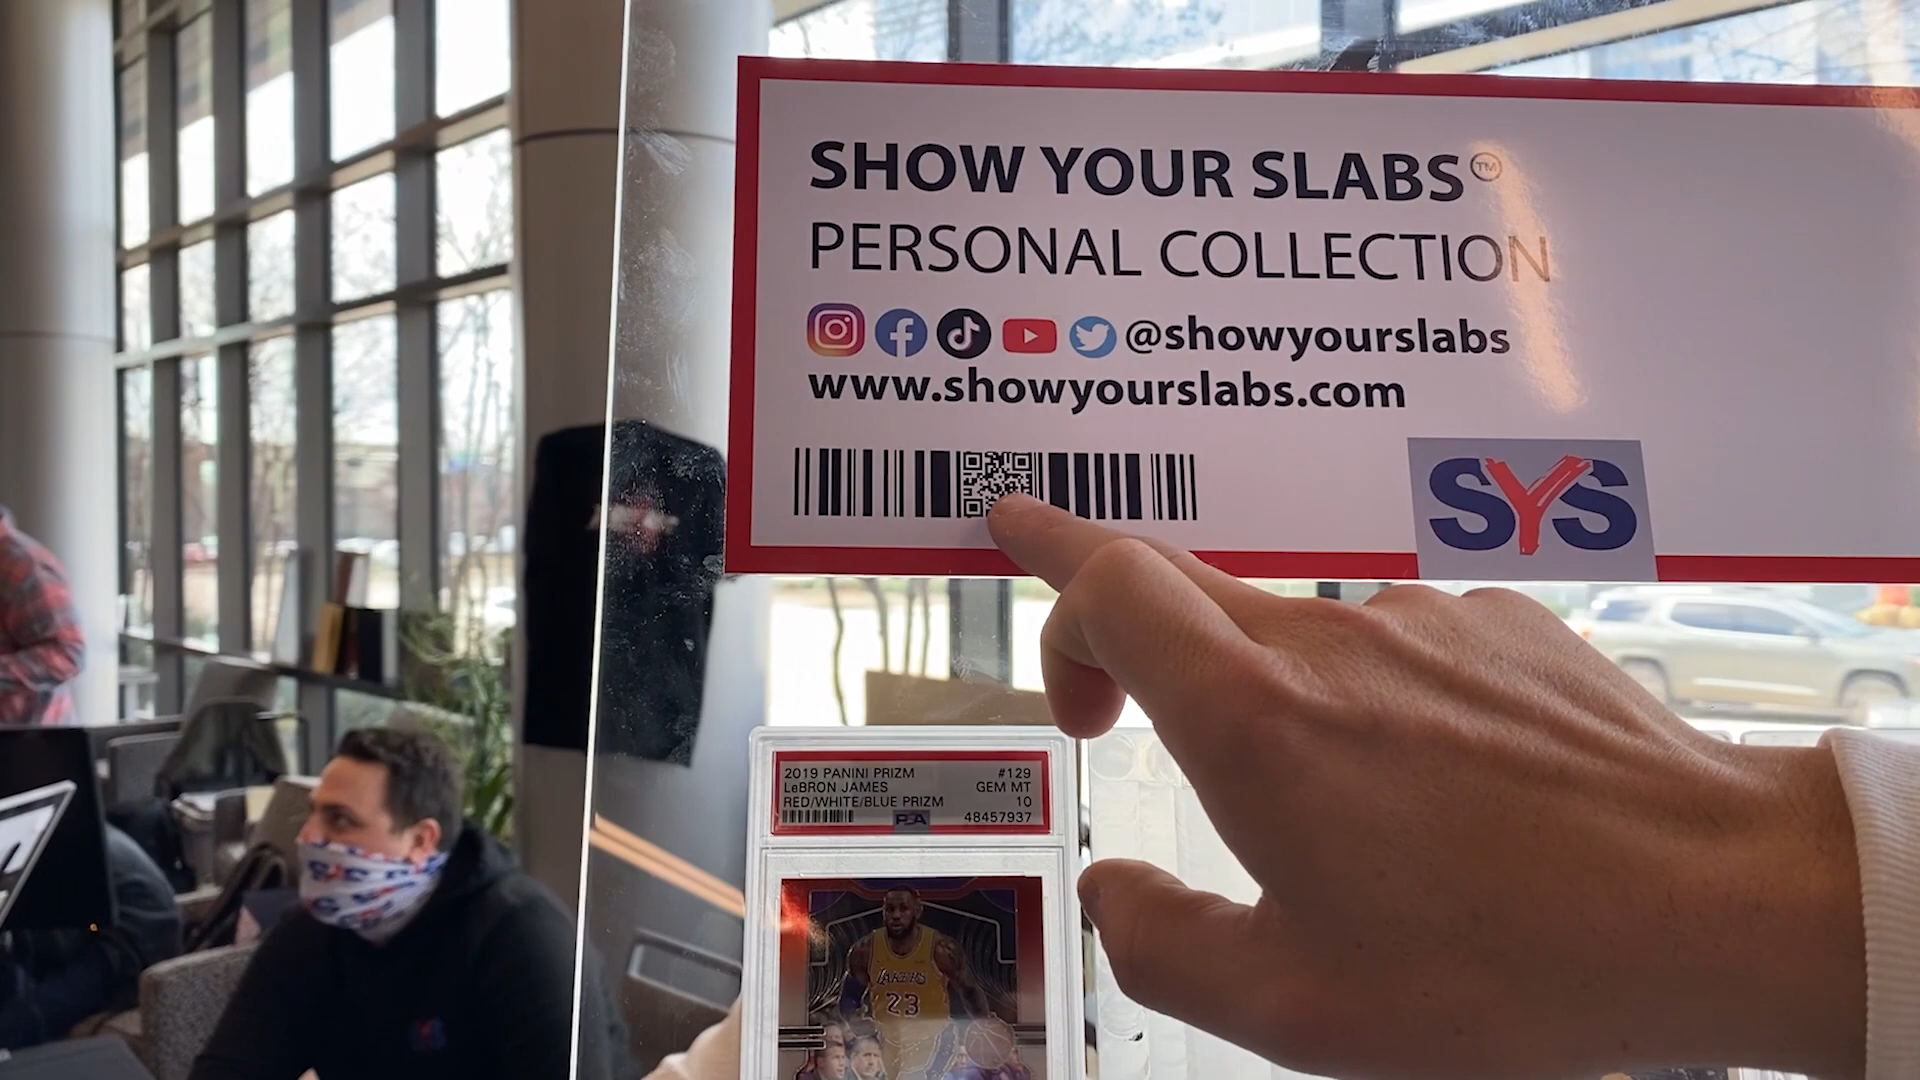 SHOW YOUR SLABS™
PERSONAL COLLECTION
@showyourslabs
www.showyourslabs.com
SYS
2019 PANINI PRIZM #129
LeBRON JAMES GEM MT
RED/WHITE/BLUE PRIZM 10
PSA 48457937
LAKERS
23